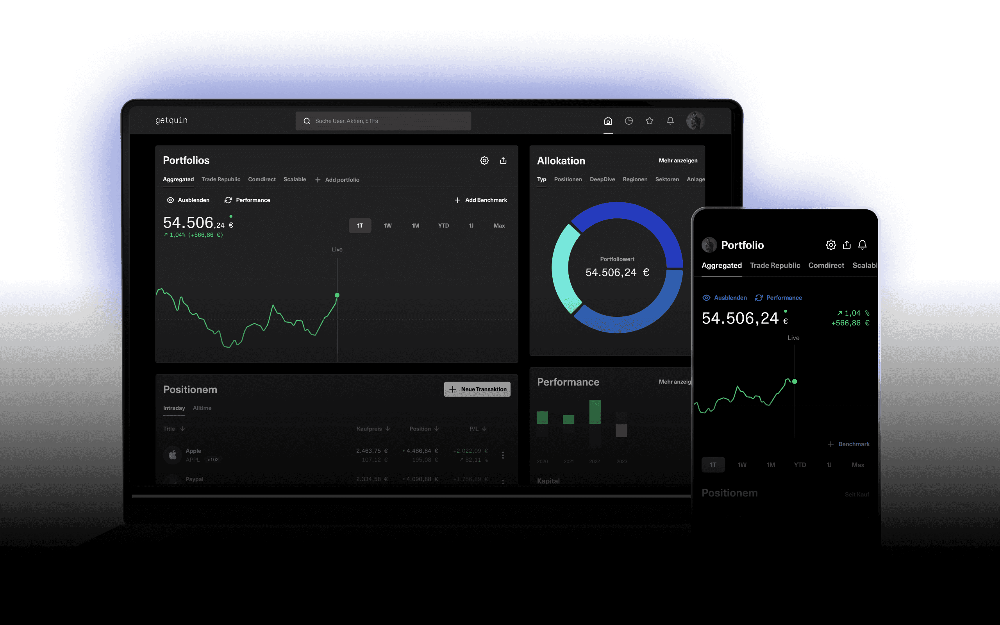 getquin
Suche User, Aktien, ETFs
Portfolios
Aggregated Trade Republic Comdirect Scalable + Add portfolio
Ausblenden Performance + Add Benchmark
54.506,24 €
↗ 1,04% (+566,86 €)
1T 1W 1M YTD 1J Max
Live
Allokation Mehr anzeigen
Typ Positionen DeepDive Regionen Sektoren Anlage
Portfoliowert
54.506,24 €
Positionem + Neue Transaktion
Intraday Alltime
Title ↓ Kaufpreis ↓ Position ↓ P/L ↓
Apple 2.463,75 € • 4.486,84 € +2.022,09 €
APPL x102 107,12 € 195,08 € ↗ 82,11 %
Paypal 2.334,58 € • 4.090,88 € +1.756,89 €
Performance Mehr anzeig
2020 2021 2022 2023
Kapital
Portfolio
Aggregated Trade Republic Comdirect Scalabl
Ausblenden Performance
54.506,24 € ↗ 1,04 %
+566,86 €
Live
+ Benchmark
1T 1W 1M YTD 1J Max
Positionem Seit Kauf